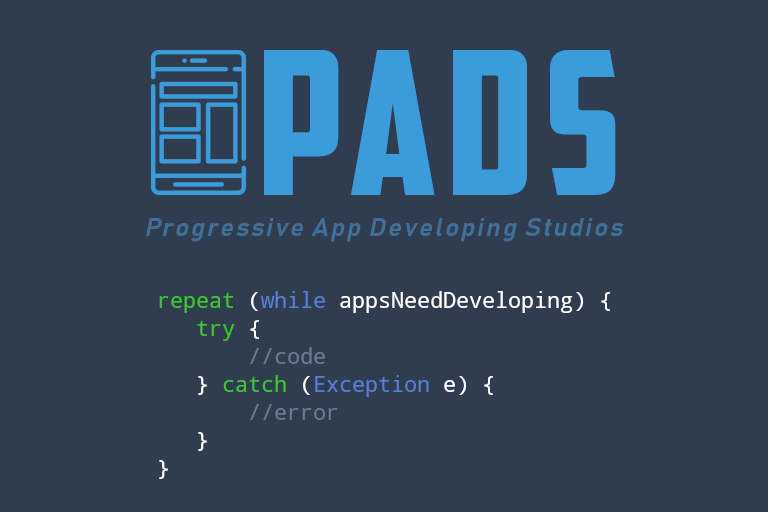 PADS
Progressive App Developing Studios
repeat (while appsNeedDeveloping) {
try {
//code
} catch (Exception e) {
//error
}
}